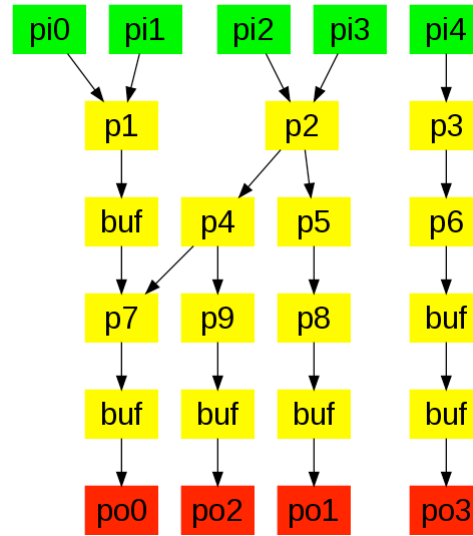 pi0 pi1 pi2 pi3 pi4
p1 p2 p3
buf p4 p5 p6
p7 p9 p8 buf
buf buf buf buf
po0 po2 po1 po3